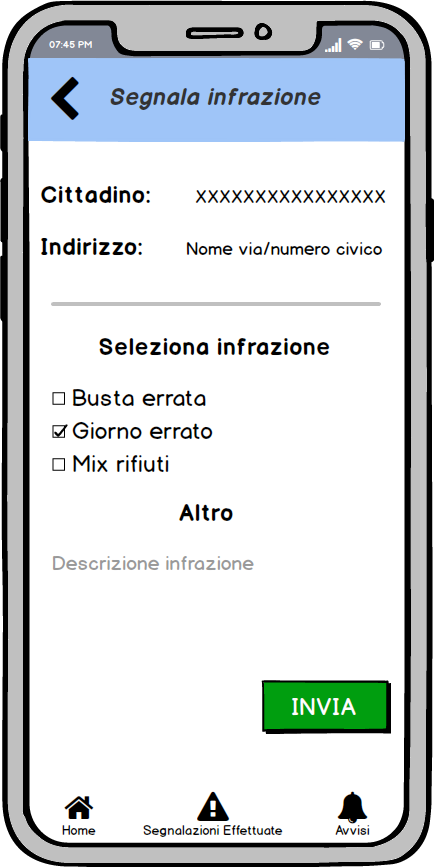 07:45 PM
Segnala infrazione
Cittadino: XXXXXXXXXXXXXXXX
Indirizzo: Nome via/numero civico
Seleziona infrazione
Busta errata
Giorno errato
Mix rifiuti
Altro
Descrizione infrazione
INVIA
Home Segnalazioni Effettuate Avvisi